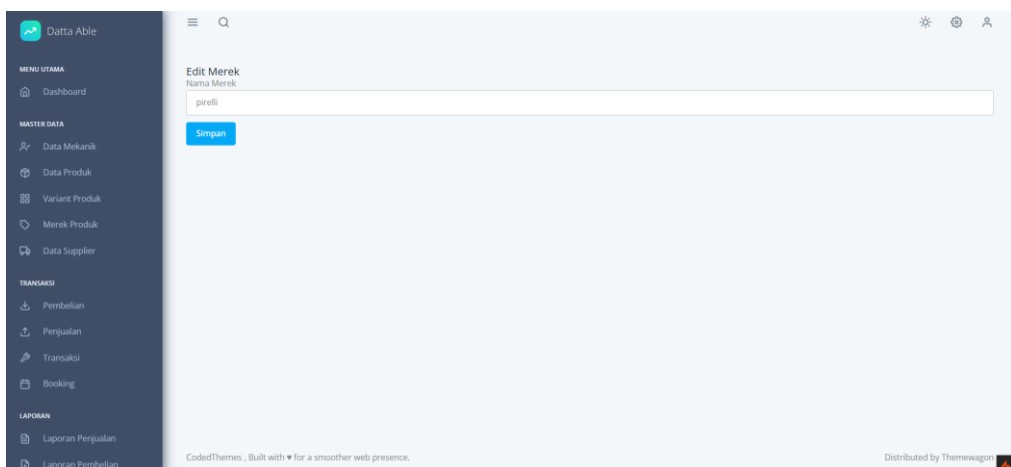 Datta Able
MENU UTAMA
Dashboard
MASTER DATA
Data Mekanik
Data Produk
Variant Produk
Merek Produk
Data Supplier
TRANSAKSI
Pembelian
Penjualan
Transaksi
Booking
LAPORAN
Laporan Penjualan
Laporan Pembelian
Edit Merek
Nama Merek
pirelli
Simpan
CodedThemes , Built with ♥ for a smoother web presence.
Distributed by Themewagon